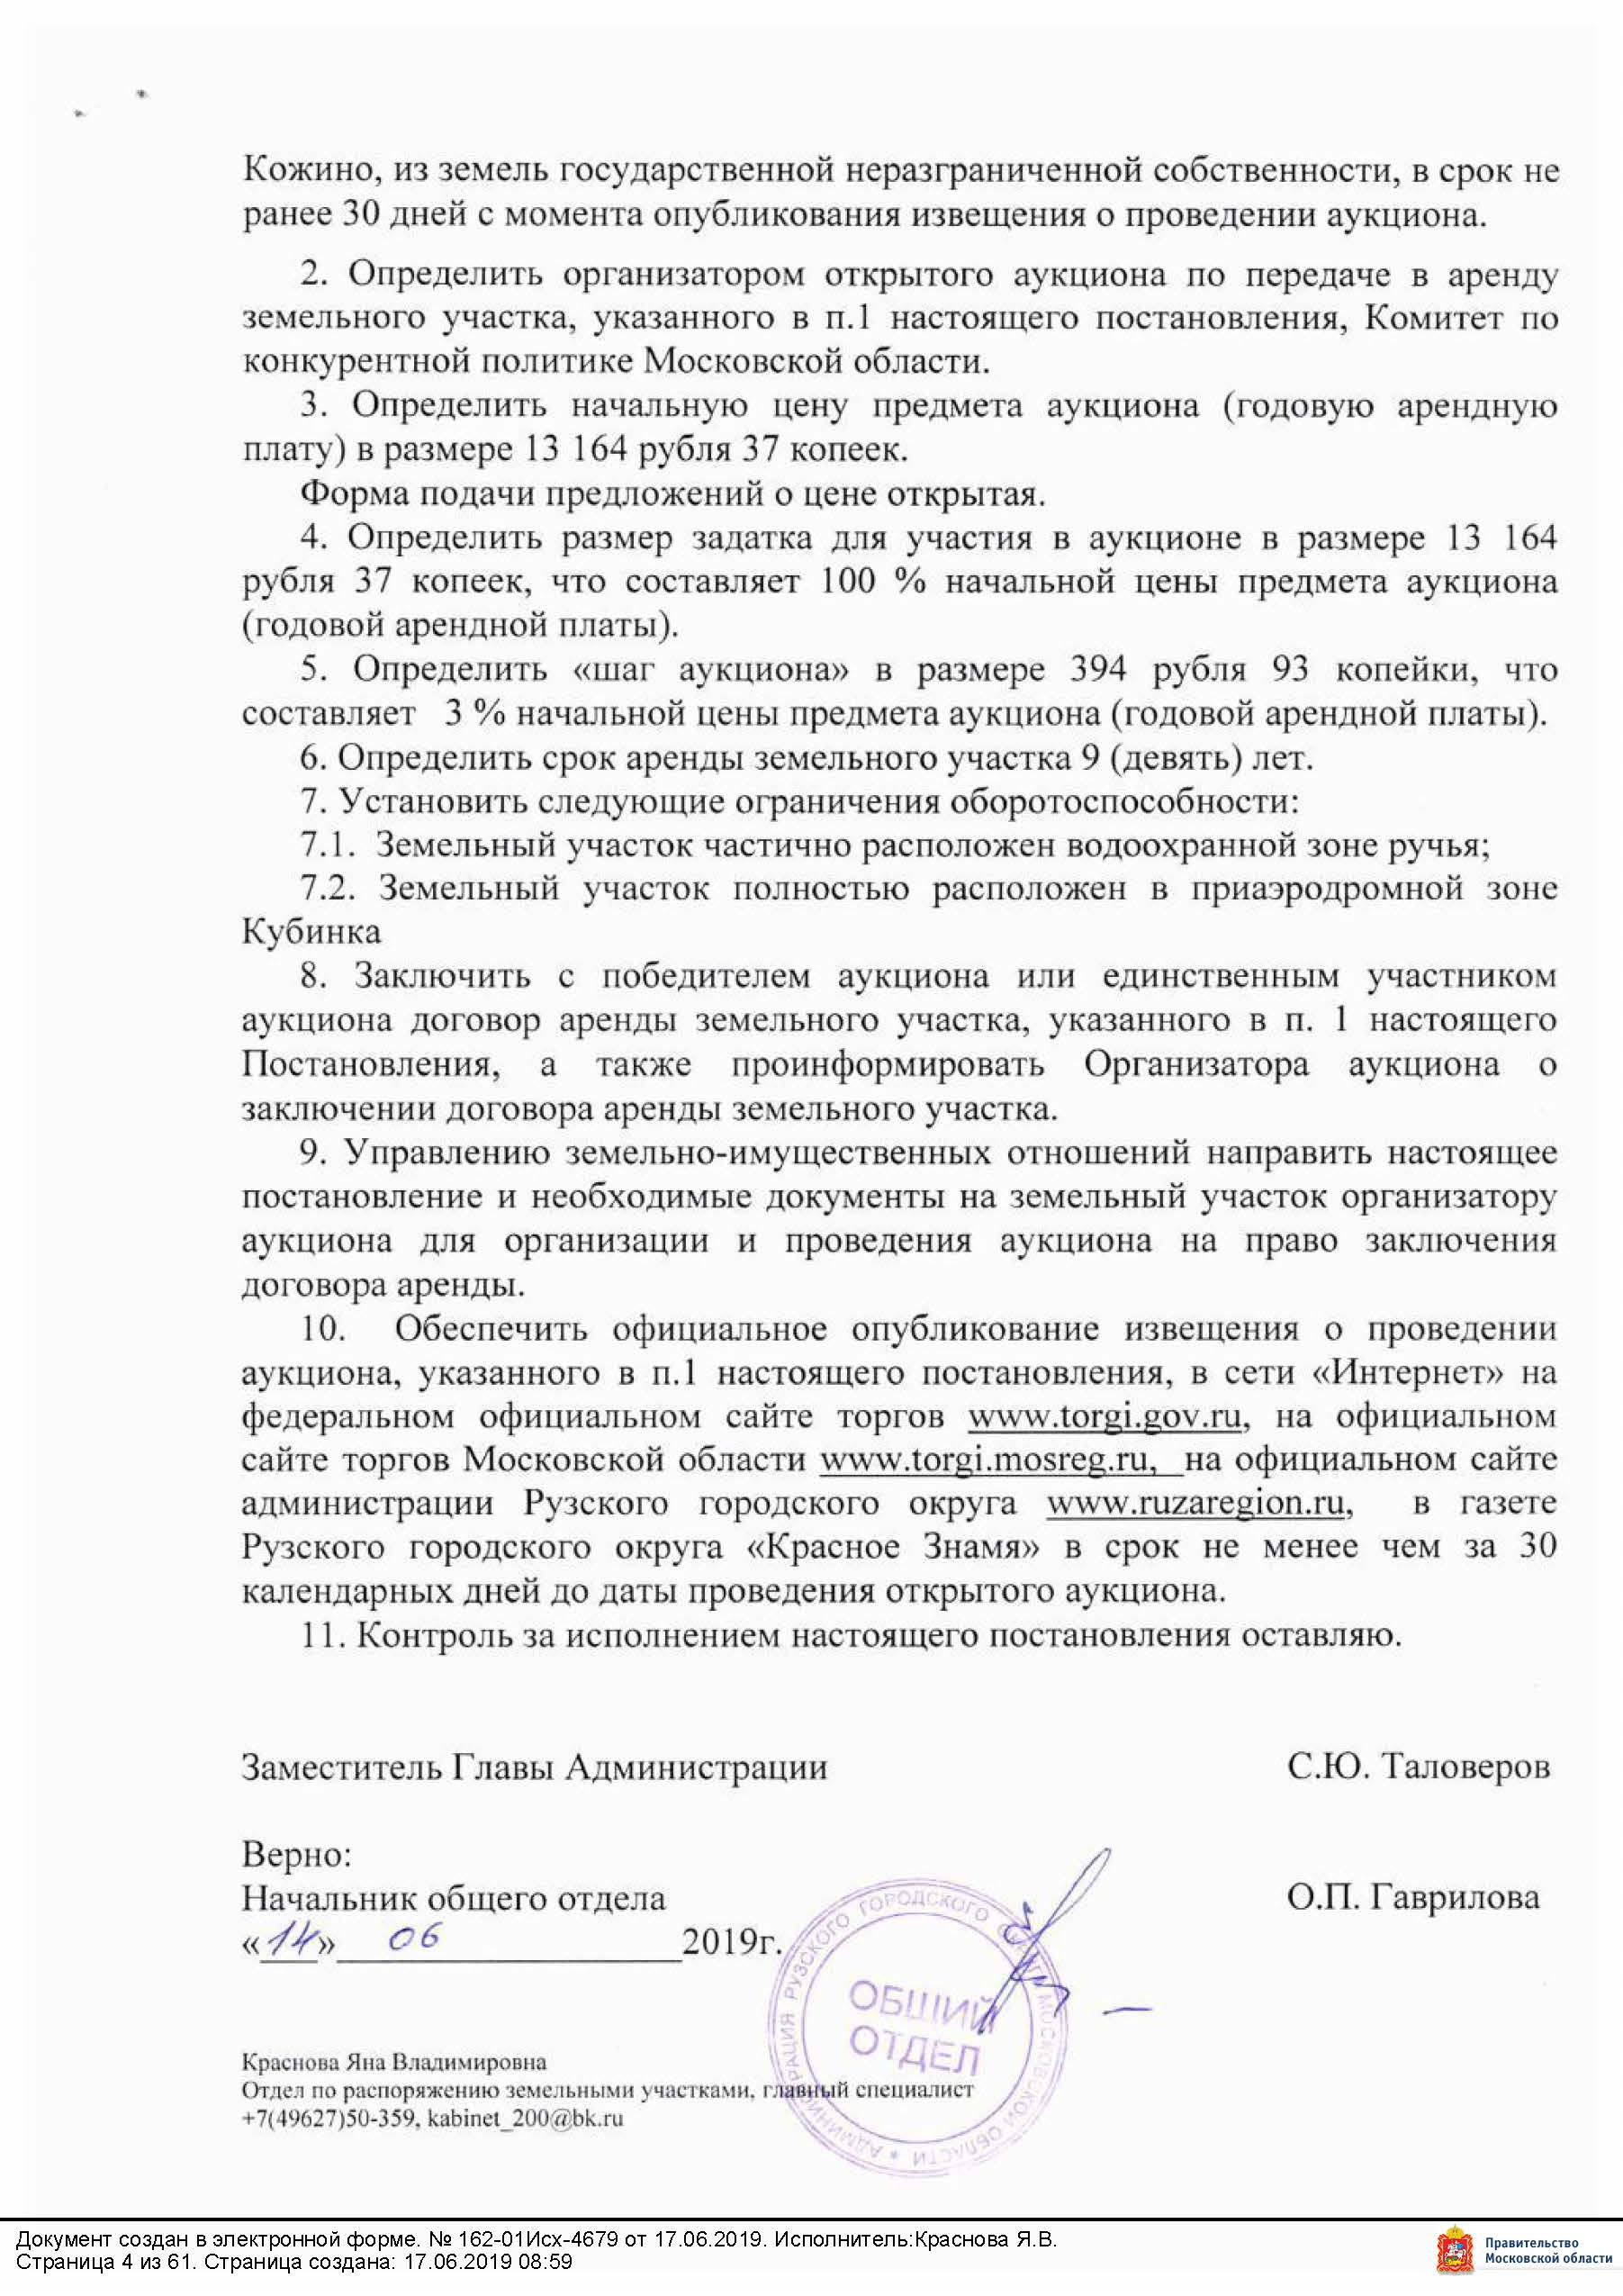 Кожино, из земель государственной неразграниченной собственности, в срок не
ранее 30 дней с момента опубликования извещения о проведении аукциона.
2. Определить организатором открытого аукциона по передаче в аренду
земельного участка, указанного в п.1 настоящего постановления, Комитет по
конкурентной политике Московской области.
3. Определить начальную цену предмета аукциона (годовую арендную
плату) в размере 13 164 рубля 37 копеек.
Форма подачи предложений о цене открытая.
4. Определить размер задатка для участия в аукционе в размере 13 164
рубля 37 копеек, что составляет 100 % начальной цены предмета аукциона
(годовой арендной платы).
5. Определить «шаг аукциона» в размере 394 рубля 93 копейки, что
составляет 3 % начальной цены предмета аукциона (годовой арендной платы).
6. Определить срок аренды земельного участка 9 (девять) лет.
7. Установить следующие ограничения оборотоспособности:
7.1. Земельный участок частично расположен водоохранной зоне ручья;
7.2. Земельный участок полностью расположен в приаэродромной зоне
Кубинка
8. Заключить с победителем аукциона или единственным участником
аукциона договор аренды земельного участка, указанного в п. 1 настоящего
Постановления, а также проинформировать Организатора аукциона о
заключении договора аренды земельного участка.
9. Управлению земельно-имущественных отношений направить настоящее
постановление и необходимые документы на земельный участок организатору
аукциона для организации и проведения аукциона на право заключения
договора аренды.
10. Обеспечить официальное опубликование извещения о проведении
аукциона, указанного в п.1 настоящего постановления, в сети «Интернет» на
федеральном официальном сайте торгов www.torgi.gov.ru, на официальном
сайте торгов Московской области www.torgi.mosreg.ru, на официальном сайте
администрации Рузского городского округа www.ruzaregion.ru, в газете
Рузского городского округа «Красное Знамя» в срок не менее чем за 30
календарных дней до даты проведения открытого аукциона.
11. Контроль за исполнением настоящего постановления оставляю.
Заместитель Главы Администрации С.Ю. Таловеров
Верно:
Начальник общего отдела О.П. Гаврилова
«14» 06 2019г.
АДМИНИСТРАЦИЯ РУЗСКОГО ГОРОДСКОГО ОКРУГА МОСКОВСКОЙ ОБЛАСТИ
ОБЩИЙ
ОТДЕЛ
Краснова Яна Владимировна
Отдел по распоряжению земельными участками, главный специалист
+7(49627)50-359, kabinet_200@bk.ru
Документ создан в электронной форме. № 162-01Исх-4679 от 17.06.2019. Исполнитель:Краснова Я.В.
Страница 4 из 61. Страница создана: 17.06.2019 08:59
Правительство
Московской области